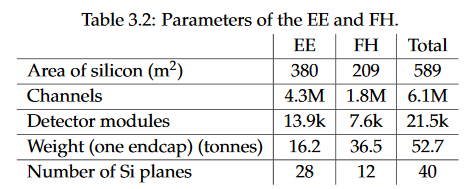 Table 3.2: Parameters of the EE and FH.
EE FH Total
Area of silicon (m²) 380 209 589
Channels 4.3M 1.8M 6.1M
Detector modules 13.9k 7.6k 21.5k
Weight (one endcap) (tonnes) 16.2 36.5 52.7
Number of Si planes 28 12 40